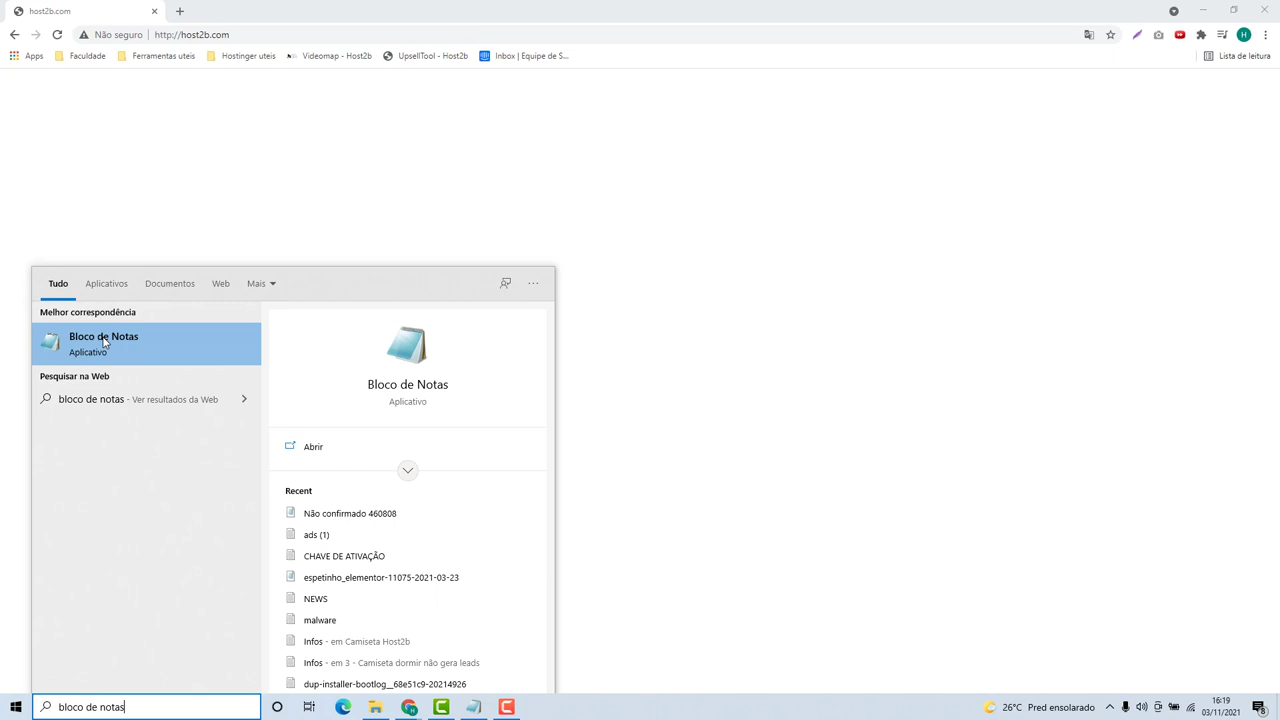 host2b.com
Não seguro | http://host2b.com
H
Apps Faculdade Ferramentas uteis Hostinger uteis Videomap - Host2b UpsellTool - Host2b Inbox | Equipe de S... Lista de leitura
Tudo Aplicativos Documentos Web Mais
Melhor correspondência
Bloco de Notas
Aplicativo
Pesquisar na Web
bloco de notas - Ver resultados da Web
Bloco de Notas
Aplicativo
Abrir
Recent
Não confirmado 460808
ads (1)
CHAVE DE ATIVAÇÃO
espetinho_elementor-11075-2021-03-23
NEWS
malware
Infos - em Camiseta Host2b
Infos - em 3 - Camiseta dormir não gera leads
dup-installer-bootlog__68e51c9-20214926
bloco de notas
26°C Pred ensolarado
16:19
03/11/2021
8